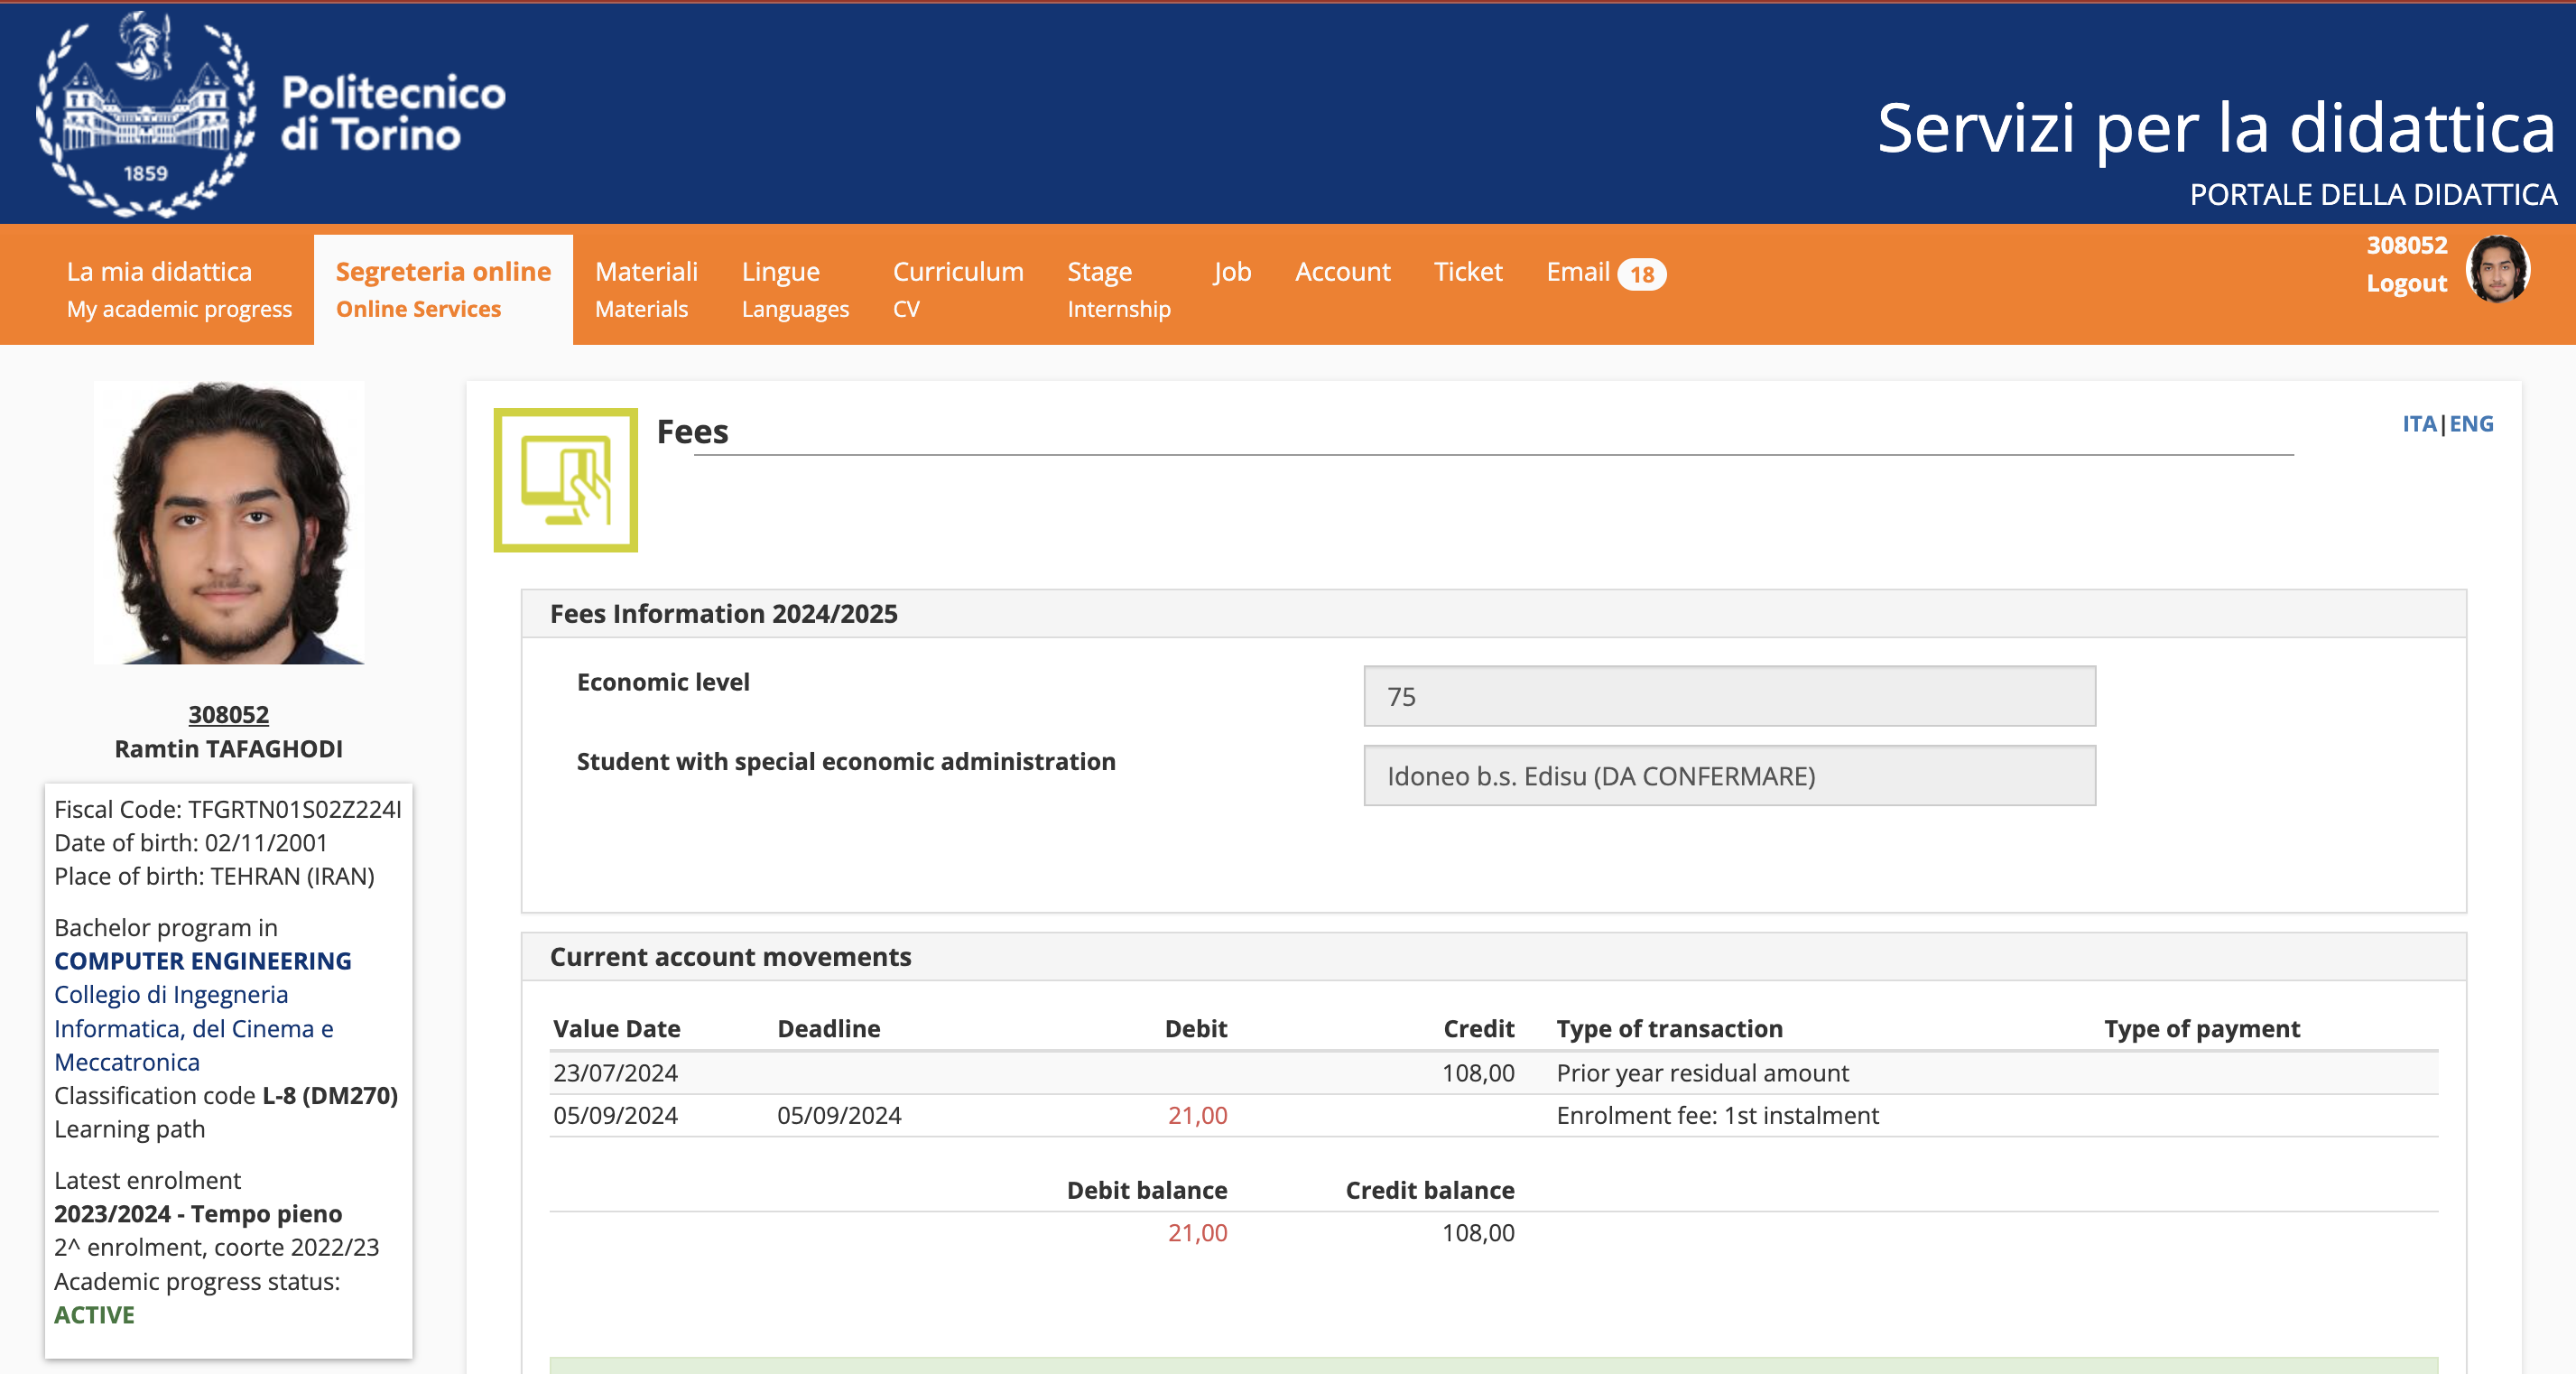 Politecnico
di Torino
1859
Servizi per la didattica
PORTALE DELLA DIDATTICA
La mia didattica
My academic progress
Segreteria online
Online Services
Materiali
Materials
Lingue
Languages
Curriculum
CV
Stage
Internship
Job
Account
Ticket
Email 18
308052
Logout
308052
Ramtin TAFAGHODI
Fiscal Code: TFGRTN01S02Z224I
Date of birth: 02/11/2001
Place of birth: TEHRAN (IRAN)
Bachelor program in
COMPUTER ENGINEERING
Collegio di Ingegneria
Informatica, del Cinema e
Meccatronica
Classification code L-8 (DM270)
Learning path
Latest enrolment
2023/2024 - Tempo pieno
2^ enrolment, coorte 2022/23
Academic progress status:
ACTIVE
Fees
ITA|ENG
Fees Information 2024/2025
Economic level 75
Student with special economic administration Idoneo b.s. Edisu (DA CONFERMARE)
Current account movements
Value Date Deadline Debit Credit Type of transaction Type of payment
23/07/2024 108,00 Prior year residual amount
05/09/2024 05/09/2024 21,00 Enrolment fee: 1st instalment
Debit balance Credit balance
21,00 108,00